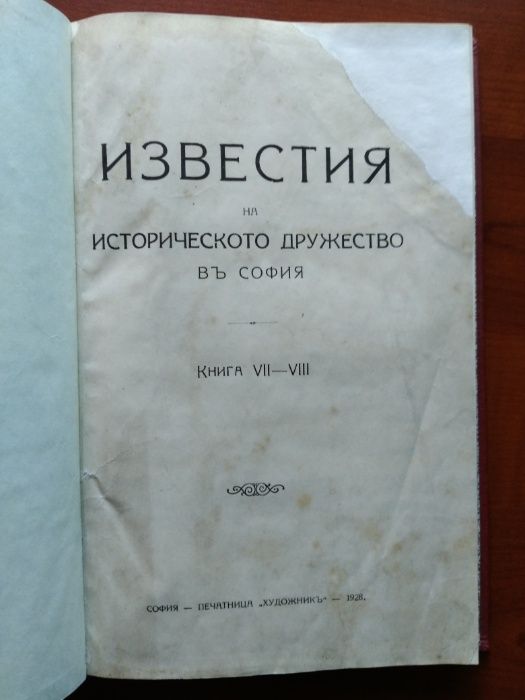 ИЗВЕСТИЯ
НА
ИСТОРИЧЕСКОТО ДРУЖЕСТВО
ВЪ СОФИЯ
Книга VII—VIII
СОФИЯ — ПЕЧАТНИЦА „ХУДОЖНИКЪ" — 1928.